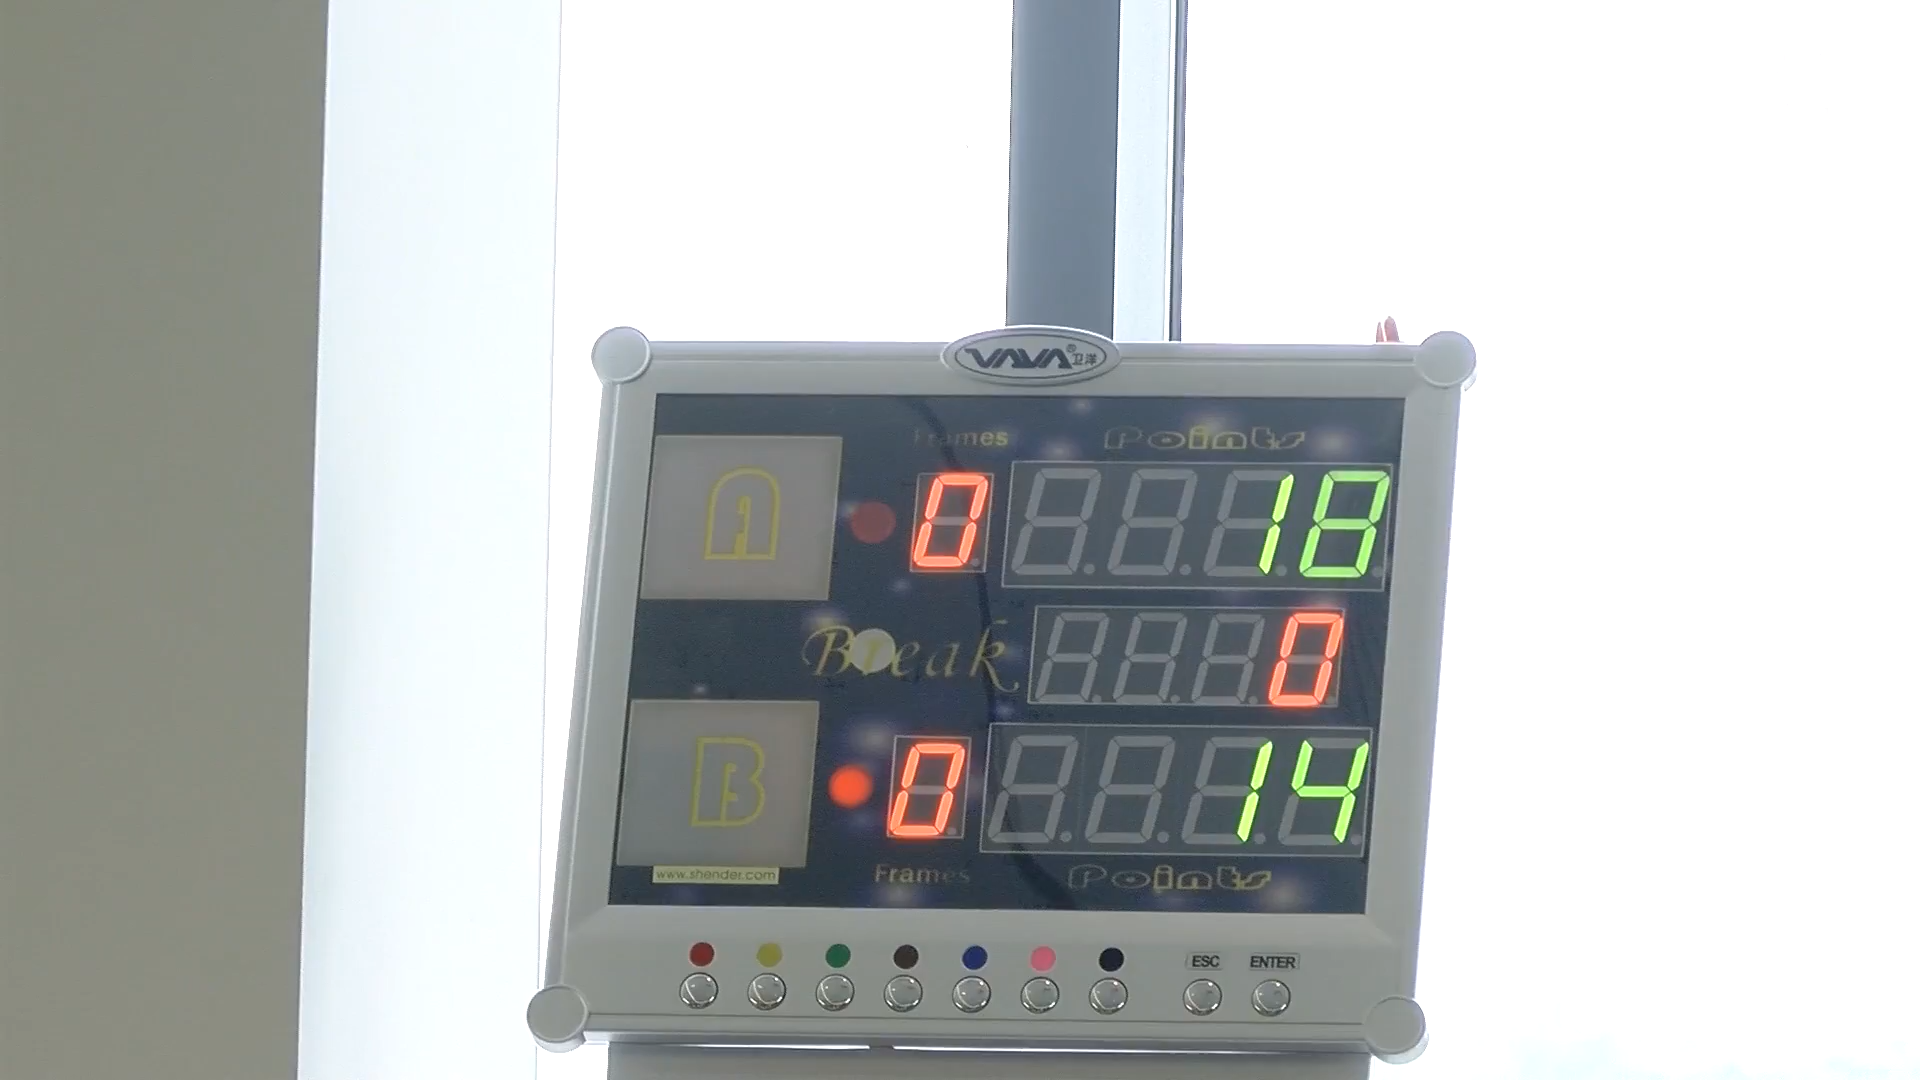 VAVA®卫洋
Frames Points
A 0 18
Break 0
B 0 14
www.shender.com
Frames Points
ESC ENTER